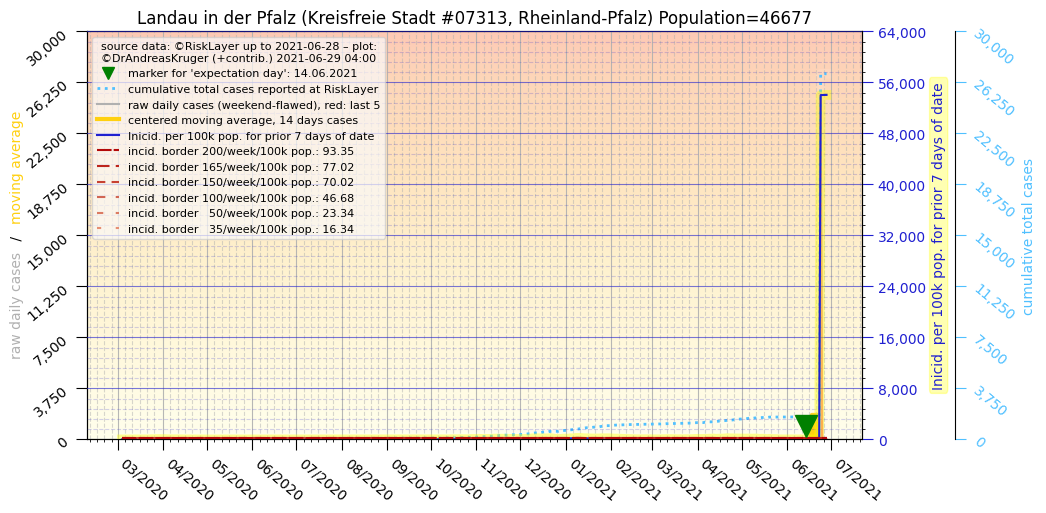 Landau in der Pfalz (Kreisfreie Stadt #07313, Rheinland-Pfalz) Population=46677
source data: ©RiskLayer up to 2021-06-28 – plot:
©DrAndreasKruger (+contrib.) 2021-06-29 04:00
marker for 'expectation day': 14.06.2021
cumulative total cases reported at RiskLayer
raw daily cases (weekend-flawed), red: last 5
centered moving average, 14 days cases
Inicid. per 100k pop. for prior 7 days of date
incid. border 200/week/100k pop.: 93.35
incid. border 165/week/100k pop.: 77.02
incid. border 150/week/100k pop.: 70.02
incid. border 100/week/100k pop.: 46.68
incid. border   50/week/100k pop.: 23.34
incid. border   35/week/100k pop.: 16.34
raw daily cases / moving average
30,000
26,250
22,500
18,750
15,000
11,250
7,500
3,750
0
03/2020
04/2020
05/2020
06/2020
07/2020
08/2020
09/2020
10/2020
11/2020
12/2020
01/2021
02/2021
03/2021
04/2021
05/2021
06/2021
07/2021
64,000
56,000
48,000
40,000
32,000
24,000
16,000
8,000
0
Inicid. per 100k pop. for prior 7 days of date
30,000
26,250
22,500
18,750
15,000
11,250
7,500
3,750
0
cumulative total cases